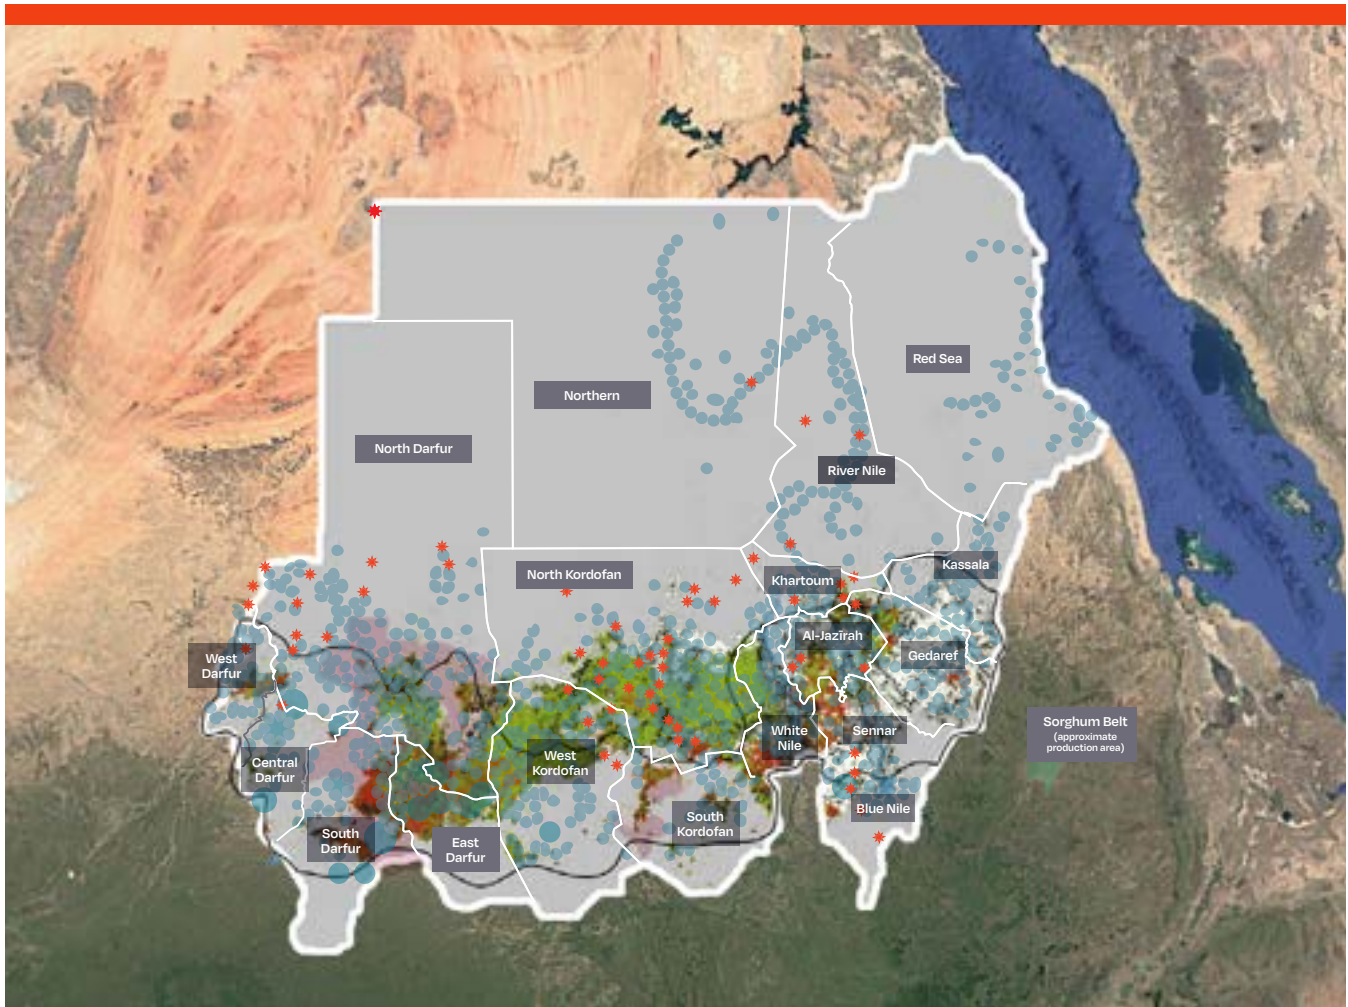 Red Sea
Northern
North Darfur
River Nile
Kassala
North Kordofan
Khartoum
Al-Jazīrah
Gedaref
West
Darfur
White
Nile
Sennar
Sorghum Belt
(approximate
production area)
Central
Darfur
West
Kordofan
Blue Nile
South
Kordofan
South
Darfur
East
Darfur